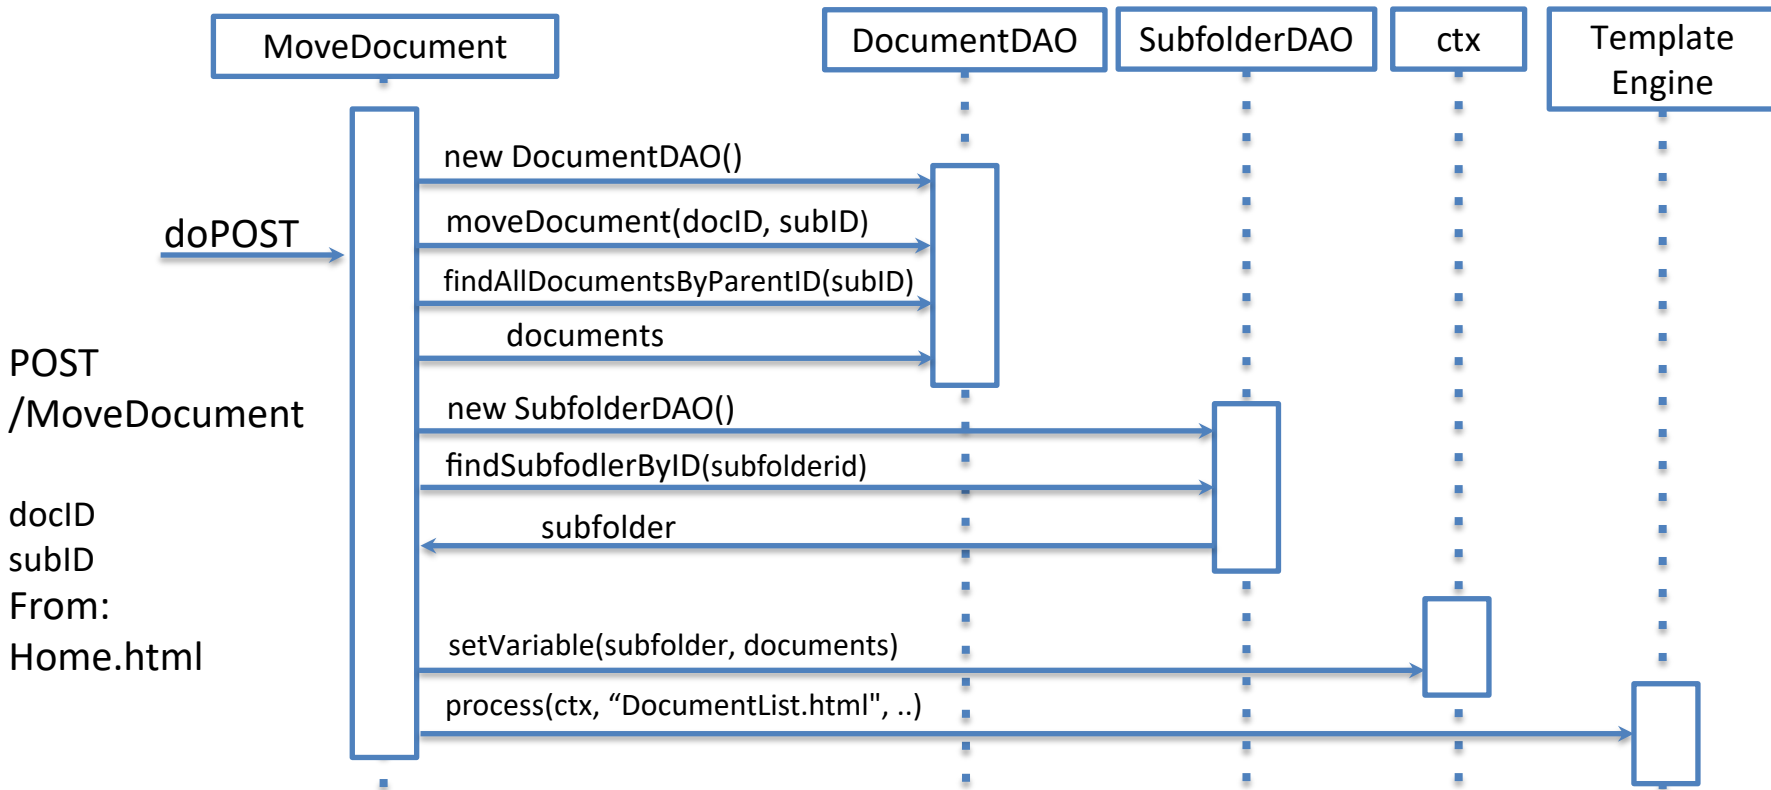 MoveDocument
DocumentDAO
SubfolderDAO
ctx
Template
Engine
new DocumentDAO()
doPOST
moveDocument(docID, subID)
findAllDocumentsByParentID(subID)
documents
POST
/MoveDocument
docID
subID
From:
Home.html
new SubfolderDAO()
findSubfodlerByID(subfolderid)
subfolder
setVariable(subfolder, documents)
process(ctx, “DocumentList.html", ..)